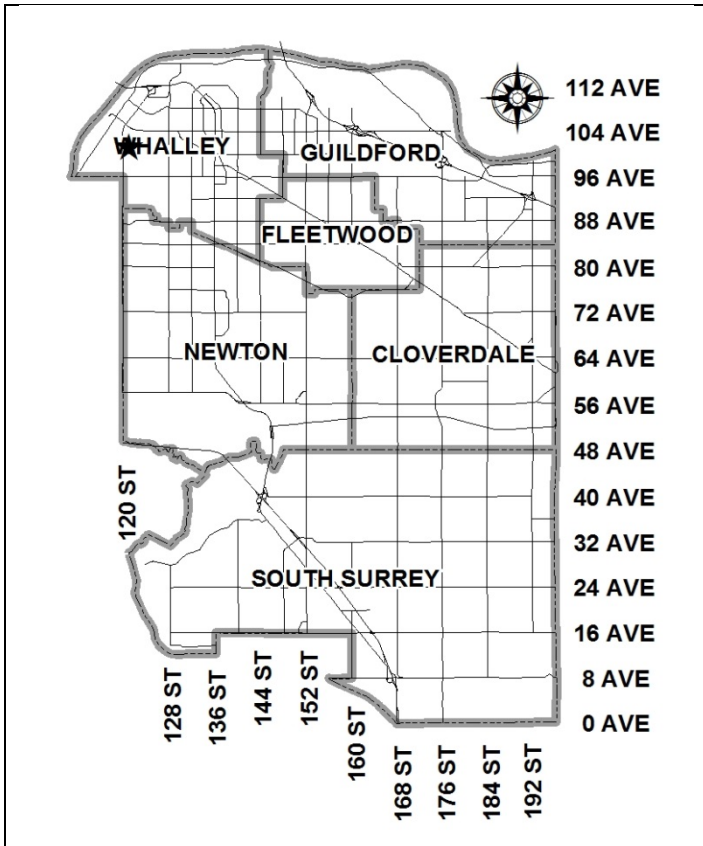 112 AVE
104 AVE
WHALLEY
GUILDFORD
96 AVE
88 AVE
FLEETWOOD
80 AVE
72 AVE
NEWTON
CLOVERDALE
64 AVE
56 AVE
48 AVE
120 ST
40 AVE
32 AVE
SOUTH SURREY
24 AVE
16 AVE
8 AVE
0 AVE
128 ST
136 ST
144 ST
152 ST
160 ST
168 ST
176 ST
184 ST
192 ST